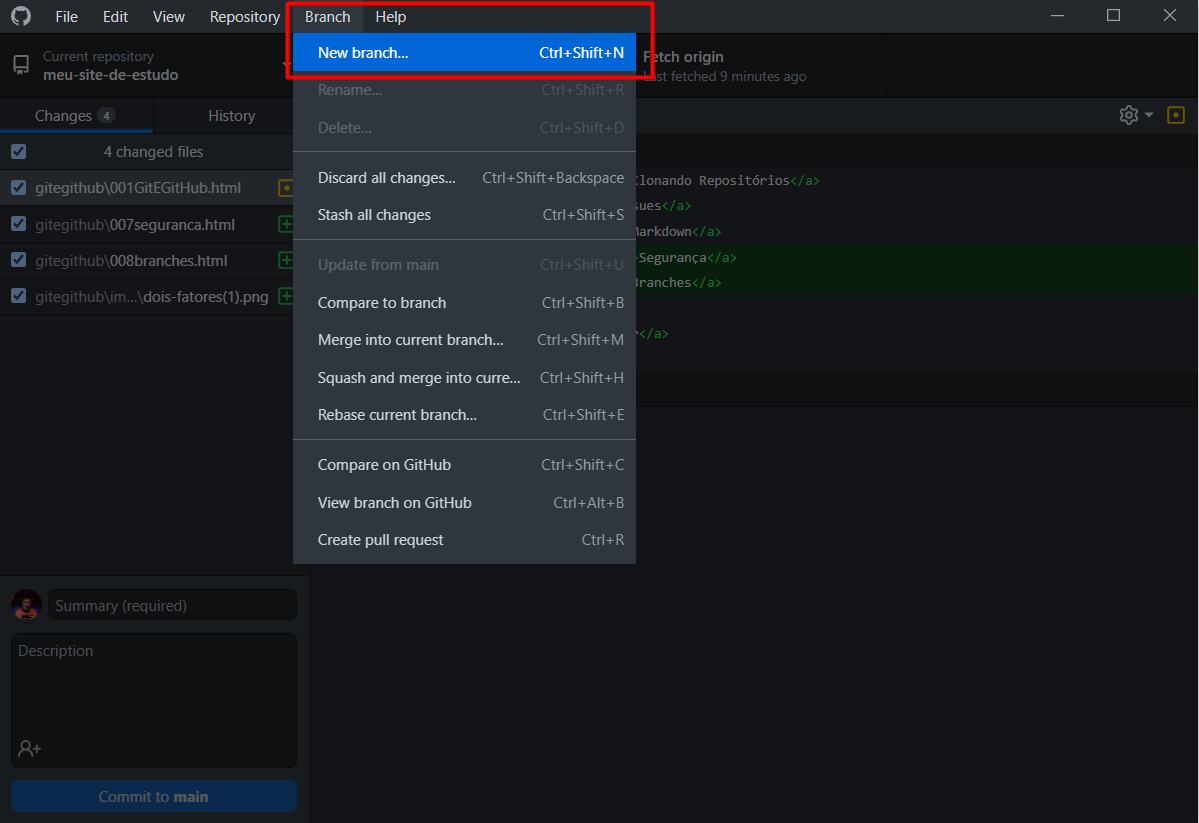 File Edit View Repository Branch Help
Current repository
meu-site-de-estudo
Fetch origin
Last fetched 9 minutes ago
Changes 4 History
4 changed files
gitegithub\001GitEGitHub.html
gitegithub\007seguranca.html
gitegithub\008branches.html
gitegithub\im...\dois-fatores(1).png
New branch... Ctrl+Shift+N
Rename... Ctrl+Shift+R
Delete... Ctrl+Shift+D
Discard all changes... Ctrl+Shift+Backspace
Stash all changes Ctrl+Shift+S
Update from main Ctrl+Shift+U
Compare to branch Ctrl+Shift+B
Merge into current branch... Ctrl+Shift+M
Squash and merge into curre... Ctrl+Shift+H
Rebase current branch... Ctrl+Shift+E
Compare on GitHub Ctrl+Shift+C
View branch on GitHub Ctrl+Alt+B
Create pull request Ctrl+R
Clonando Repositórios</a>
sues</a>
Markdown</a>
-Segurança</a>
Branches</a>
</a>
Summary (required)
Description
Commit to main